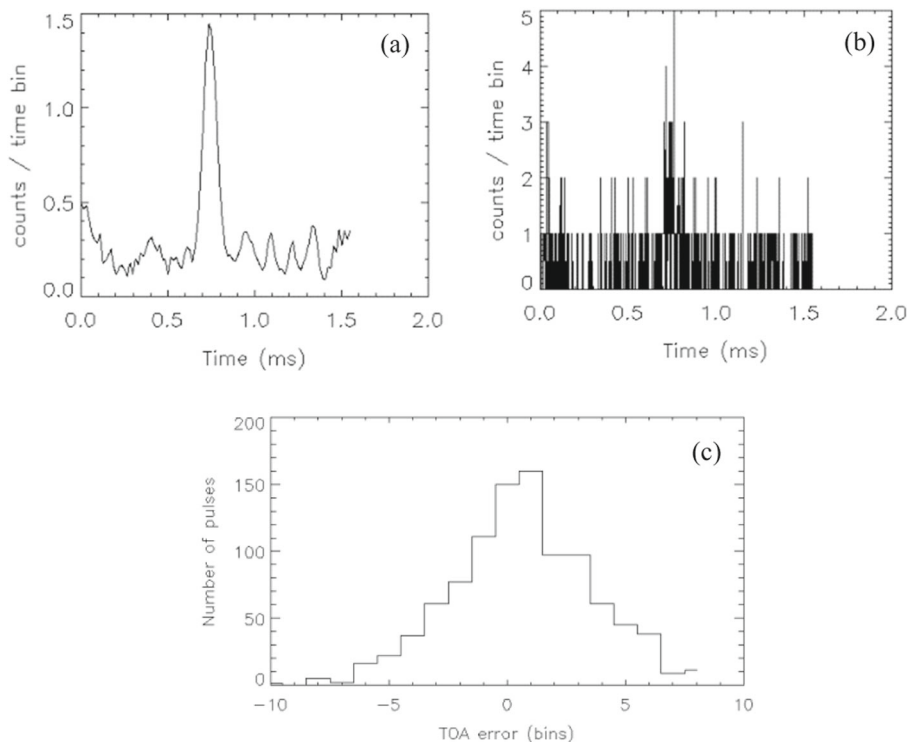 (a)
1.5
1.0
0.5
0.0
counts / time bin
0.0 0.5 1.0 1.5 2.0
Time (ms)
(b)
5
4
3
2
1
0
counts / time bin
0.0 0.5 1.0 1.5 2.0
Time (ms)
(c)
200
150
100
50
0
Number of pulses
-10 -5 0 5 10
TOA error (bins)